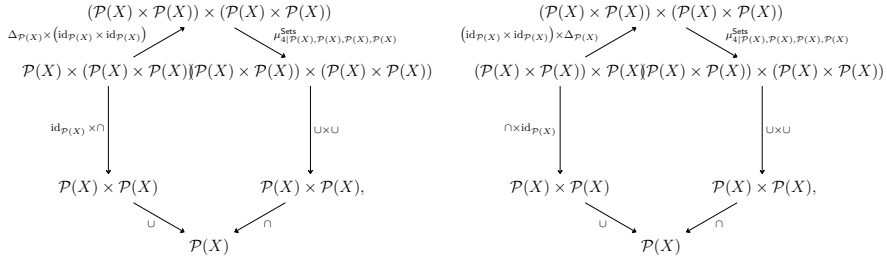 (𝒫(X) × 𝒫(X)) × (𝒫(X) × 𝒫(X))
Δ_{𝒫(X)}×(id_{𝒫(X)}×id_{𝒫(X)})
μ^{Sets}_{4|𝒫(X),𝒫(X),𝒫(X),𝒫(X)}
𝒫(X) × (𝒫(X) × 𝒫(X))
(𝒫(X) × 𝒫(X)) × (𝒫(X) × 𝒫(X))
id_{𝒫(X)}×∩
∪×∪
𝒫(X) × 𝒫(X)
𝒫(X) × 𝒫(X),
∪
∩
𝒫(X)
(𝒫(X) × 𝒫(X)) × (𝒫(X) × 𝒫(X))
(id_{𝒫(X)}×id_{𝒫(X)})×Δ_{𝒫(X)}
μ^{Sets}_{4|𝒫(X),𝒫(X),𝒫(X),𝒫(X)}
(𝒫(X) × 𝒫(X)) × 𝒫(X)
(𝒫(X) × 𝒫(X)) × (𝒫(X) × 𝒫(X))
∩×id_{𝒫(X)}
∪×∪
𝒫(X) × 𝒫(X)
𝒫(X) × 𝒫(X),
∪
∩
𝒫(X)